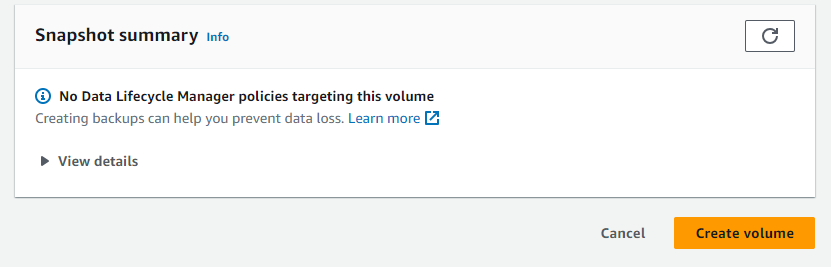 Snapshot summary Info
No Data Lifecycle Manager policies targeting this volume
Creating backups can help you prevent data loss. Learn more
View details
Cancel Create volume